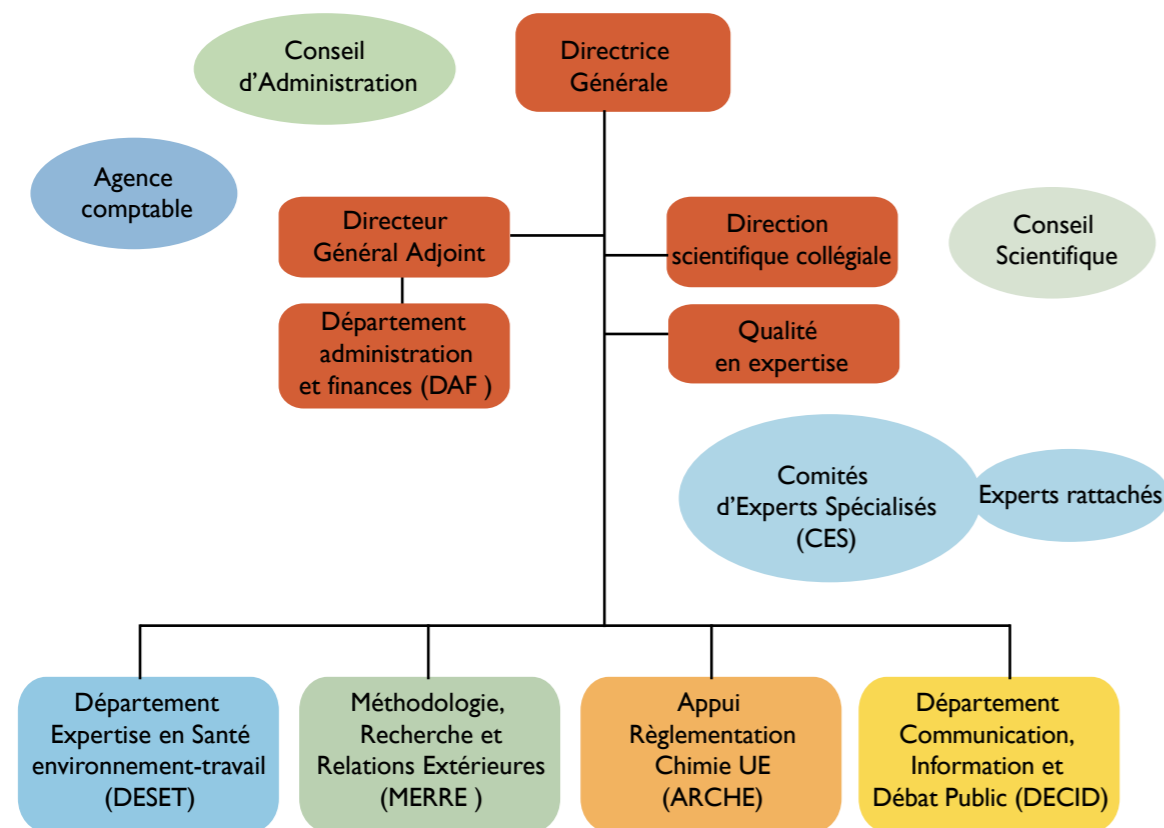 Conseil
d'Administration
Directrice
Générale
Agence
comptable
Directeur
Général Adjoint
Direction
scientifique collégiale
Conseil
Scientifique
Département
administration
et finances (DAF )
Qualité
en expertise
Comités
d'Experts Spécialisés
(CES)
Experts rattachés
Département
Expertise en Santé
environnement-travail
(DESET)
Méthodologie,
Recherche et
Relations Extérieures
(MERRE )
Appui
Règlementation
Chimie UE
(ARCHE)
Département
Communication,
Information et
Débat Public (DECID)